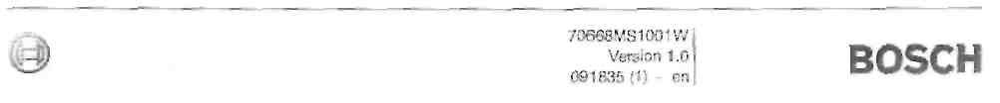 70668MS1001W
Version 1.0
091835 (1) - en
BOSCH